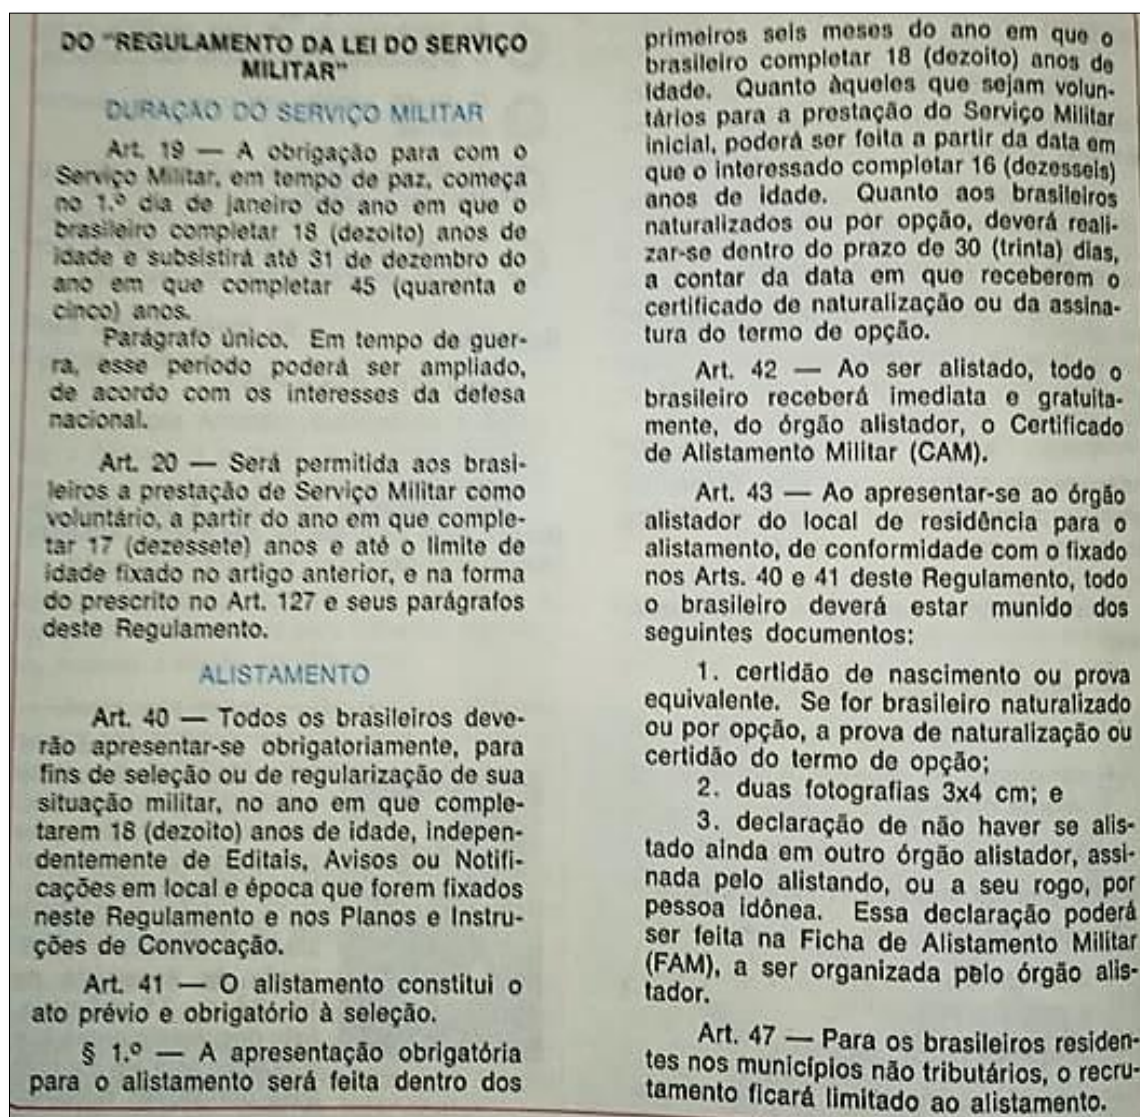 DO "REGULAMENTO DA LEI DO SERVIÇO
MILITAR"
DURAÇÃO DO SERVIÇO MILITAR
Art. 19 — A obrigação para com o
Serviço Militar, em tempo de paz, começa
no 1.º dia de janeiro do ano em que o
brasileiro completar 18 (dezoito) anos de
idade e subsistirá até 31 de dezembro do
ano em que completar 45 (quarenta e
cinco) anos.
Parágrafo único. Em tempo de guer-
ra, esse período poderá ser ampliado,
de acordo com os interesses da defesa
nacional.
Art. 20 — Será permitida aos brasi-
leiros a prestação de Serviço Militar como
voluntário, a partir do ano em que comple-
tar 17 (dezessete) anos e até o limite de
idade fixado no artigo anterior, e na forma
do prescrito no Art. 127 e seus parágrafos
deste Regulamento.
ALISTAMENTO
Art. 40 — Todos os brasileiros deve-
rão apresentar-se obrigatoriamente, para
fins de seleção ou de regularização de sua
situação militar, no ano em que comple-
tarem 18 (dezoito) anos de idade, indepen-
dentemente de Editais, Avisos ou Notifi-
cações em local e época que forem fixados
neste Regulamento e nos Planos e Instru-
ções de Convocação.
Art. 41 — O alistamento constitui o
ato prévio e obrigatório à seleção.
§ 1.º — A apresentação obrigatória
para o alistamento será feita dentro dos
primeiros seis meses do ano em que o
brasileiro completar 18 (dezoito) anos de
idade. Quanto àqueles que sejam volun-
tários para a prestação do Serviço Militar
inicial, poderá ser feita a partir da data em
que o interessado completar 16 (dezesseis)
anos de idade. Quanto aos brasileiros
naturalizados ou por opção, deverá reali-
zar-se dentro do prazo de 30 (trinta) dias,
a contar da data em que receberem o
certificado de naturalização ou da assina-
tura do termo de opção.
Art. 42 — Ao ser alistado, todo o
brasileiro receberá imediata e gratuita-
mente, do órgão alistador, o Certificado
de Alistamento Militar (CAM).
Art. 43 — Ao apresentar-se ao órgão
alistador do local de residência para o
alistamento, de conformidade com o fixado
nos Arts. 40 e 41 deste Regulamento, todo
o brasileiro deverá estar munido dos
seguintes documentos:
1. certidão de nascimento ou prova
equivalente. Se for brasileiro naturalizado
ou por opção, a prova de naturalização ou
certidão do termo de opção;
2. duas fotografias 3x4 cm; e
3. declaração de não haver se alis-
tado ainda em outro órgão alistador, assi-
nada pelo alistando, ou a seu rogo, por
pessoa idônea. Essa declaração poderá
ser feita na Ficha de Alistamento Militar
(FAM), a ser organizada pelo órgão alis-
tador.
Art. 47 — Para os brasileiros residen-
tes nos municípios não tributários, o recru-
tamento ficará limitado ao alistamento.